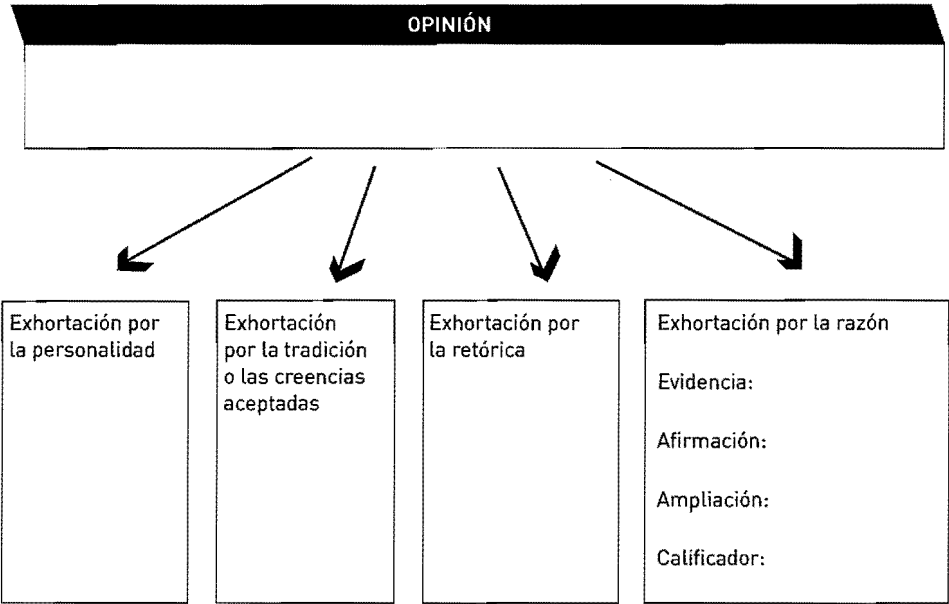 OPINIÓN
Exhortación por
la personalidad
Exhortación
por la tradición
o las creencias
aceptadas
Exhortación por
la retórica
Exhortación por la razón
Evidencia:
Afirmación:
Ampliación:
Calificador: